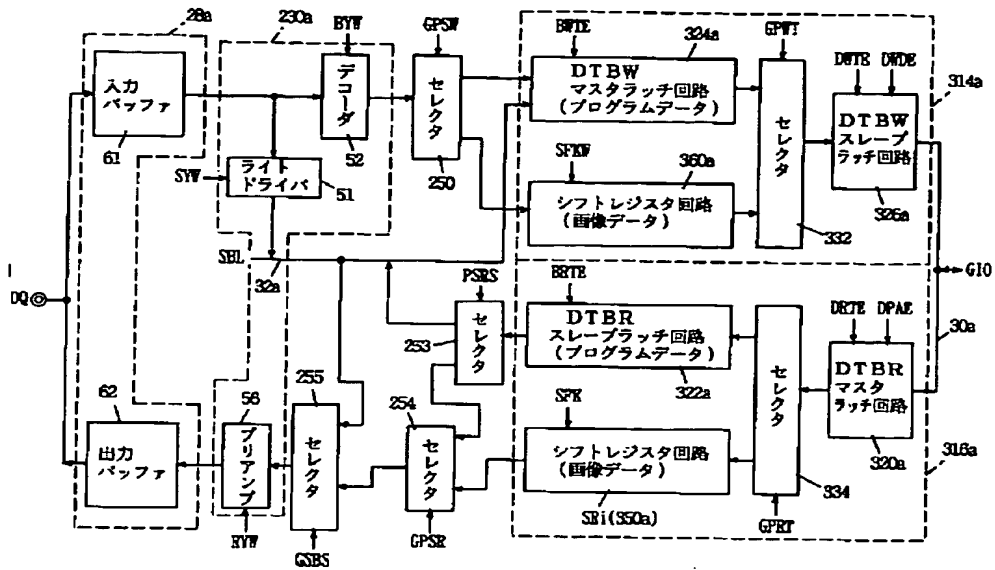 28a
230a
BYW
GPSW
BWTE
324a
GPWT
DWTE DWDE
314a
入力
バッファ
61
デコーダ
52
セレクタ
250
DTBW
マスタラッチ回路
(プログラムデータ)
セレクタ
332
DTBW
スレーブ
ラッチ回路
326a
SYW
ライト
ドライバ
51
SFKW
360a
シフトレジスタ回路
(画像データ)
SBL
32a
DQ
GIO
PSRS
セレクタ
253
BRTE
DTBR
スレーブラッチ回路
(プログラムデータ)
322a
セレクタ
334
DRTE DPAE
30a
DTBR
マスタ
ラッチ回路
320a
62
出力
バッファ
56
プリアンプ
255
セレクタ
254
セレクタ
SFK
シフトレジスタ回路
(画像データ)
SRi(350a)
316a
RYW
GSBS
GPSR
GPRT